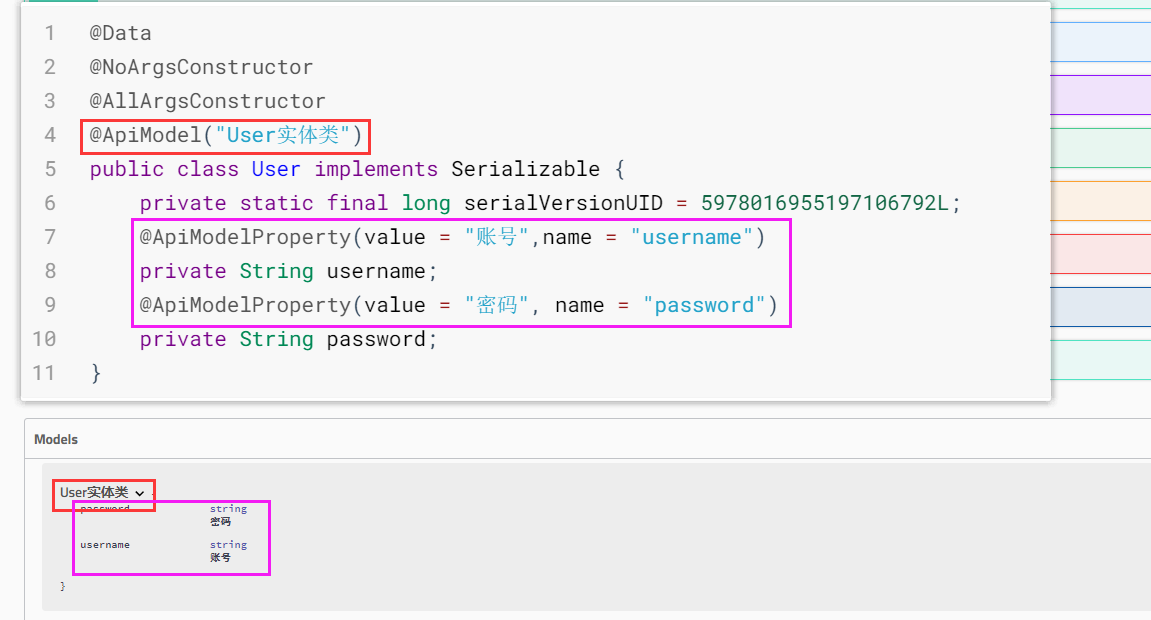 1 @Data
2 @NoArgsConstructor
3 @AllArgsConstructor
4 @ApiModel("User实体类")
5 public class User implements Serializable {
6 private static final long serialVersionUID = 5978016955197106792L;
7 @ApiModelProperty(value = "账号",name = "username")
8 private String username;
9 @ApiModelProperty(value = "密码", name = "password")
10 private String password;
11 }
Models
User实体类
password string
密码
username string
账号
}